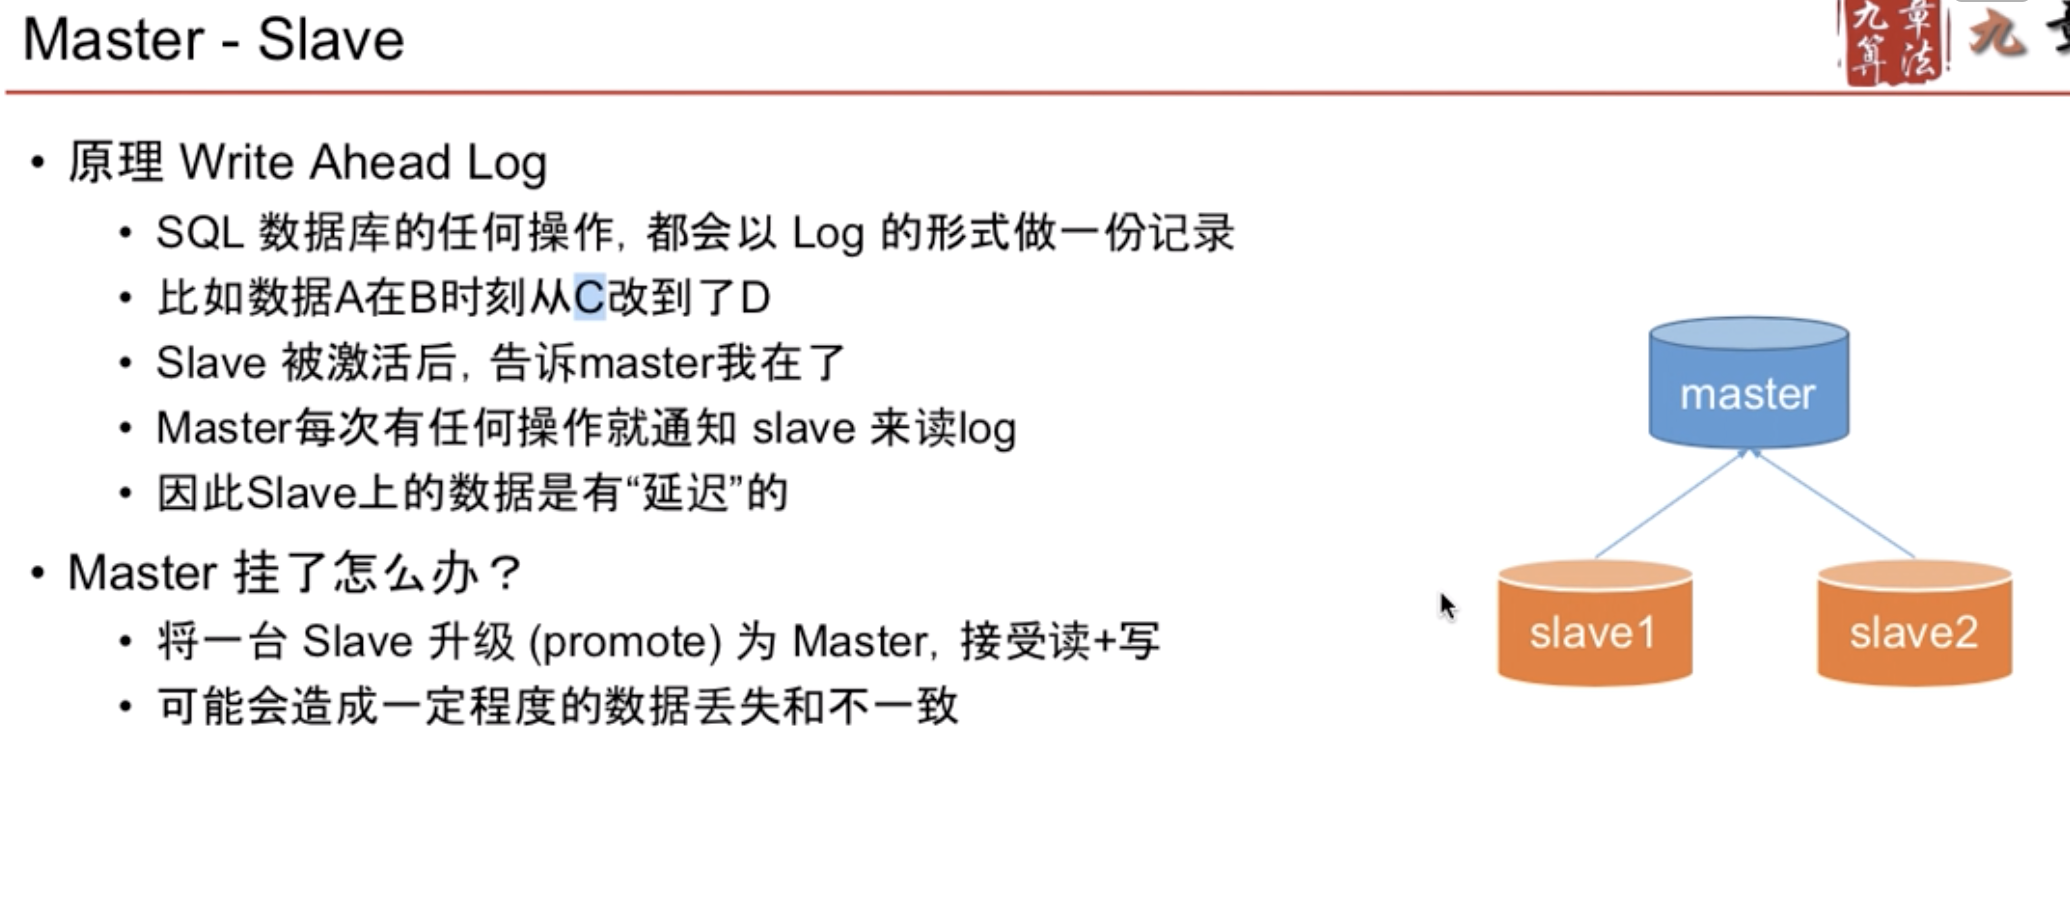 Master - Slave
九章
算法
九
• 原理 Write Ahead Log
• SQL 数据库的任何操作, 都会以 Log 的形式做一份记录
• 比如数据A在B时刻从C改到了D
• Slave 被激活后, 告诉master我在了
• Master每次有任何操作就通知 slave 来读log
• 因此Slave上的数据是有“延迟”的
• Master 挂了怎么办？
• 将一台 Slave 升级 (promote) 为 Master, 接受读+写
• 可能会造成一定程度的数据丢失和不一致
master
slave1
slave2